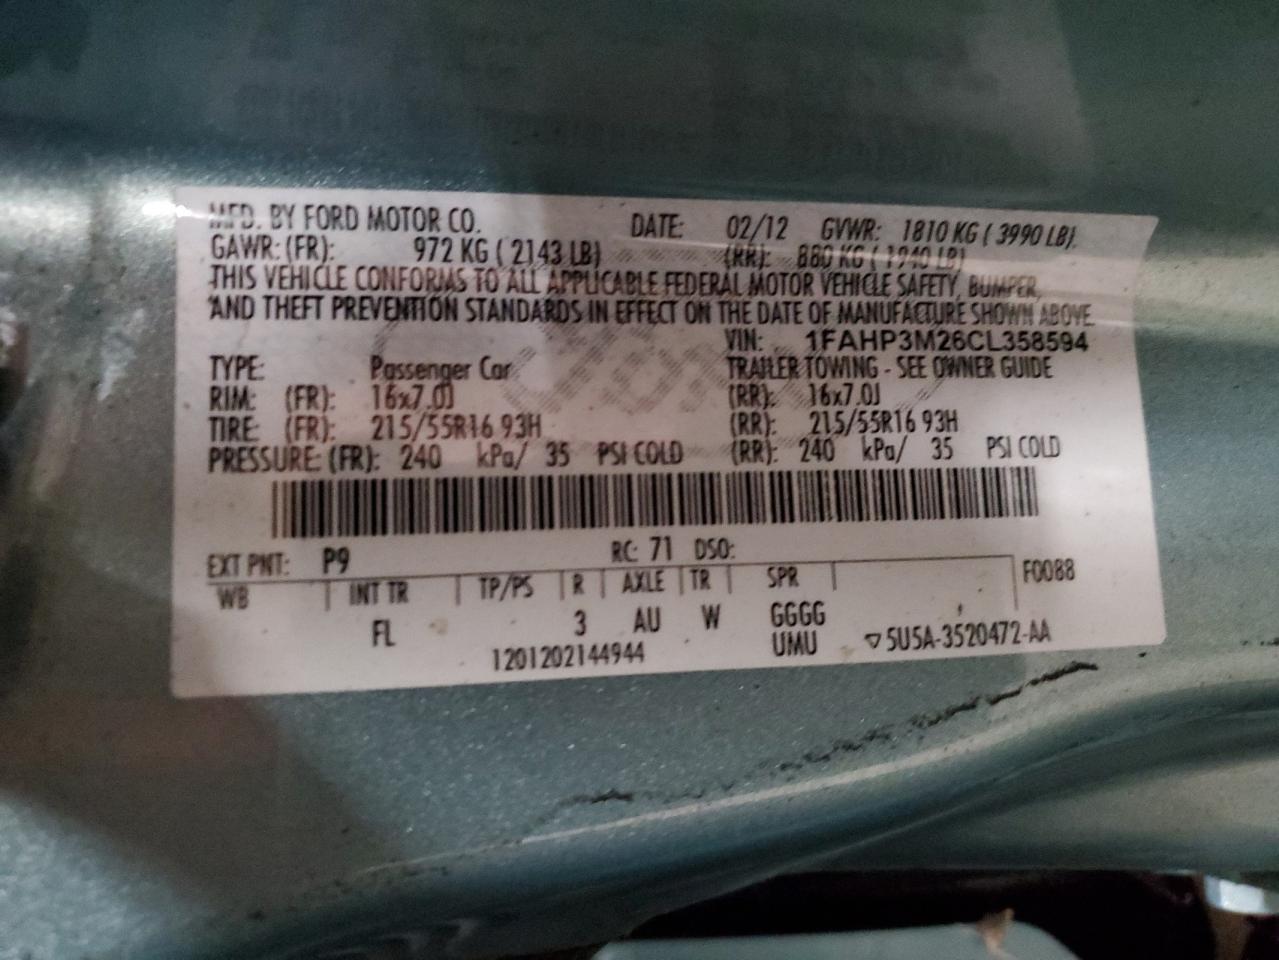 MFD. BY FORD MOTOR CO. DATE: 02/12 GVWR: 1810 KG ( 3990 LB).
GAWR: (FR): 972 KG ( 2143 LB) (RR): 880 KG ( 1940 LB)
THIS VEHICLE CONFORMS TO ALL APPLICABLE FEDERAL MOTOR VEHICLE SAFETY, BUMPER,
AND THEFT PREVENTION STANDARDS IN EFFECT ON THE DATE OF MANUFACTURE SHOWN ABOVE.
VIN: 1FAHP3M26CL358594
TYPE: Passenger Car TRAILER TOWING - SEE OWNER GUIDE
RIM: (FR): 16x7.0J (RR): 16x7.0J
TIRE: (FR): 215/55R16 93H (RR): 215/55R16 93H
PRESSURE: (FR): 240 kPa/ 35 PSI COLD (RR): 240 kPa/ 35 PSI COLD
EXT PNT: P9 RC: 71 DSO:
WB INT TR TP/PS R AXLE TR SPR F0088
FL 3 AU W GGGG
1201202144944 UMU ▽5U5A-3520472-AA